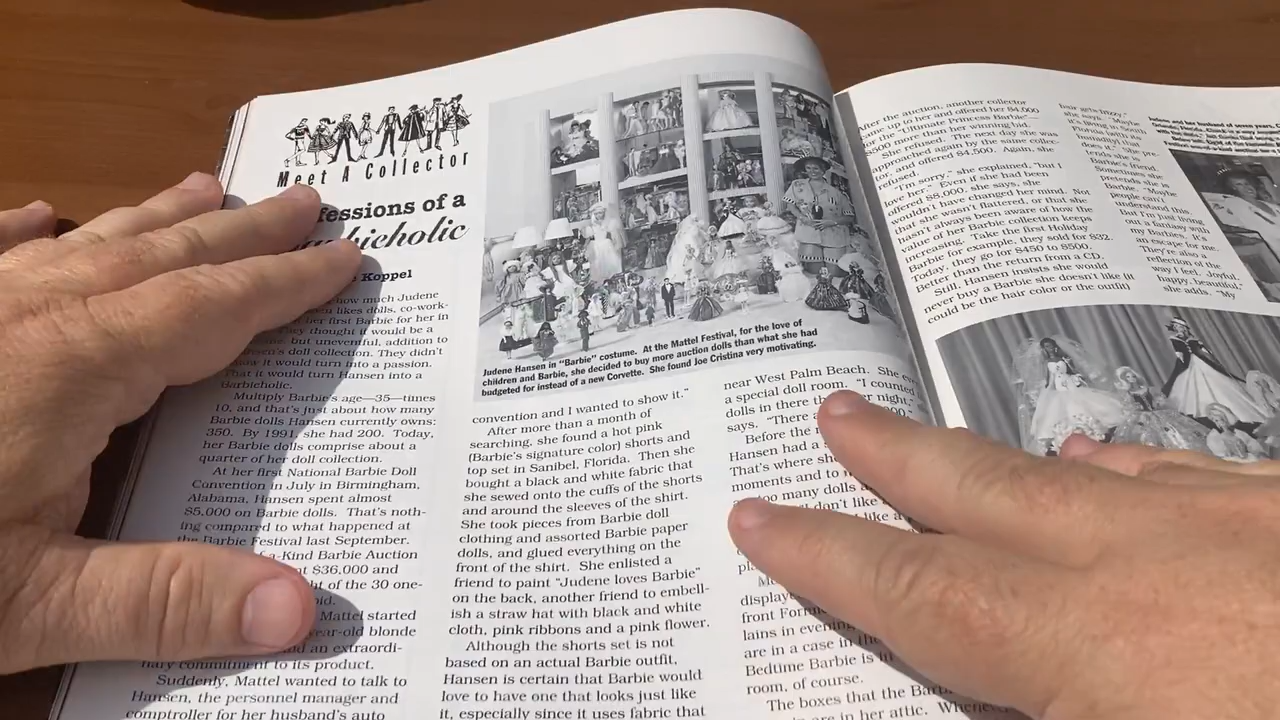 Meet A Collector
fessions of a
bicholic
Koppel
how much Judene
likes dolls, co-work-
her first Barbie for her in
hey thought it would be a
but uneventful, addition to
doll collection. They didn't
it would turn into a passion.
That it would turn Hansen into a
Barbieholic.
Multiply Barbie's age—35—times
10, and that's just about how many
Barbie dolls Hansen currently owns:
350. By 1991, she had 200. Today,
her Barbie dolls comprise about a
quarter of her doll collection.
At her first National Barbie Doll
Convention in July in Birmingham,
Alabama, Hansen spent almost
$5,000 on Barbie dolls. That's noth-
ing compared to what happened at
the Barbie Festival last September.
a-Kind Barbie Auction
at $36,000 and
of the 30 one-
Mattel started
year-old blonde
an extraordi-
nary commitment to its product.
Suddenly, Mattel wanted to talk to
Hansen, the personnel manager and
comptroller for her husband's auto
Judene Hansen in "Barbie" costume. At the Mattel Festival, for the love of
children and Barbie, she decided to buy more auction dolls than what she had
budgeted for instead of a new Corvette. She found Joe Cristina very motivating.
convention and I wanted to show it."
After more than a month of
searching, she found a hot pink
(Barbie's signature color) shorts and
top set in Sanibel, Florida. Then she
bought a black and white fabric that
she sewed onto the cuffs of the shorts
and around the sleeves of the shirt.
She took pieces from Barbie doll
clothing and assorted Barbie paper
dolls, and glued everything on the
front of the shirt. She enlisted a
friend to paint "Judene loves Barbie"
on the back, another friend to embell-
ish a straw hat with black and white
cloth, pink ribbons and a pink flower.
Although the shorts set is not
based on an actual Barbie outfit,
Hansen is certain that Barbie would
love to have one that looks just like
it, especially since it uses fabric that
near West Palm Beach. She
a special doll room. "I counted
dolls in there night,"
says. "There
Before the
Hansen had a
That's where
moments and to
too many dolls
don't like
like a
display
front
lains in evening
are in a case in the
Bedtime Barbie is in
room, of course.
The boxes that the
are in her attic. Whenever
After the auction, another collector
came up to her and offered her $4,000
for the "Ultimate Princess Barbie"—
$500 more than her winning bid.
She refused. The next day she was
approached again by the same collec-
tor, and offered $4,500. Again, she
refused.
"I'm sorry," she explained, "but I
love her." Even if she had been
offered $5,000, she says, she
wouldn't have changed her mind. Not
that she wasn't flattered, or that she
hasn't always been aware of how the
value of her Barbie collection keeps
increasing. Take the first Holiday
Barbie for example, they sold for $32.
Today, they go for $450 to $500.
Better than the return from a CD.
Still, Hansen insists she would
never buy a Barbie she doesn't like (it
could be the hair color or the outfit)
she says. "Maybe
Florida
does it."
tends she is
Barbie's friend.
Sometimes she
pretends she is
Barbie. "Maybe
people can't
understand this.
But I'm just having
a fantasy with
my Barbies. It's
an escape for me.
They're also a
reflection of the
way I feel. Joyful,
happy, beautiful,"
she adds. "My